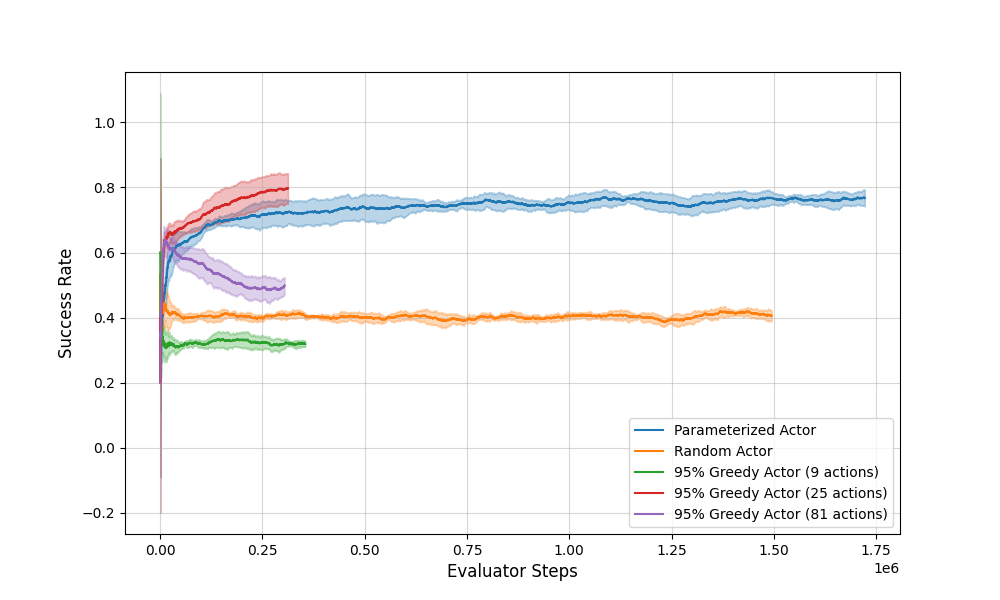 1.0
0.8
0.6
0.4
0.2
0.0
−0.2
Success Rate
Parameterized Actor
Random Actor
95% Greedy Actor (9 actions)
95% Greedy Actor (25 actions)
95% Greedy Actor (81 actions)
0.00 0.25 0.50 0.75 1.00 1.25 1.50 1.75
1e6
Evaluator Steps